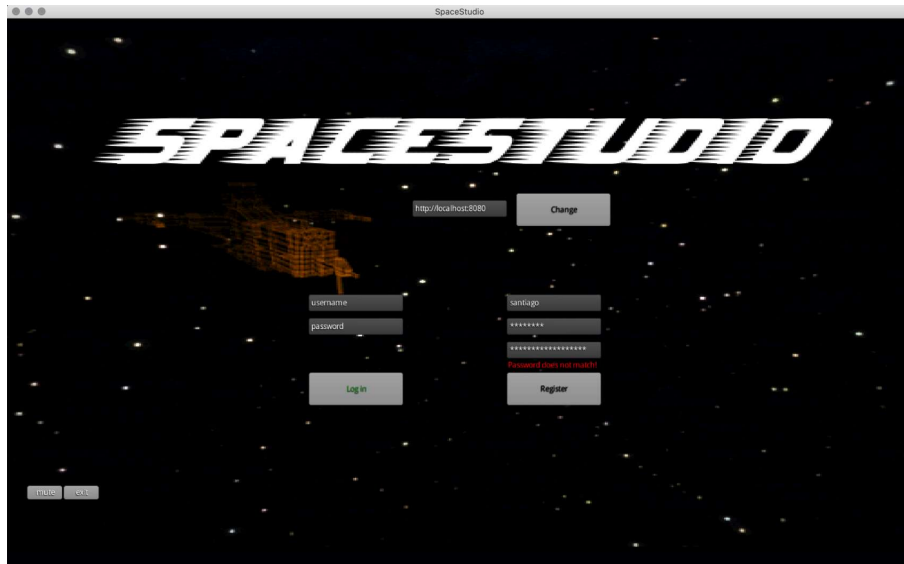 SpaceStudio
SPACESTUDIO
http://localhost:8080
Change
username
santiago
password
********
******************
Password does not match!
Log in
Register
mute
exit